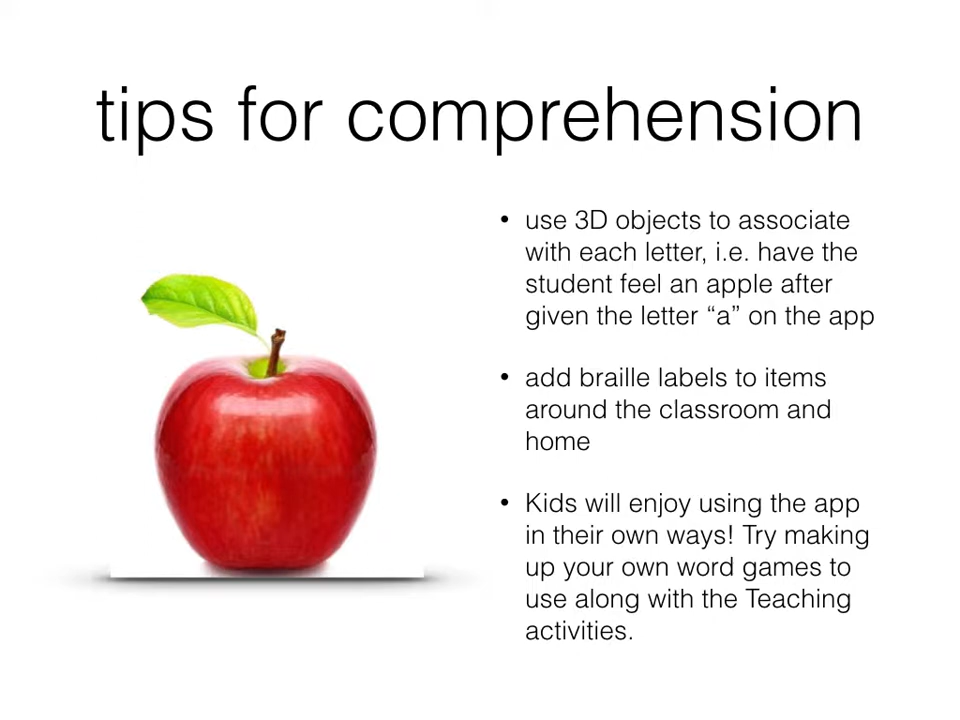 tips for comprehension
• use 3D objects to associate
with each letter, i.e. have the
student feel an apple after
given the letter “a” on the app
• add braille labels to items
around the classroom and
home
• Kids will enjoy using the app
in their own ways! Try making
up your own word games to
use along with the Teaching
activities.